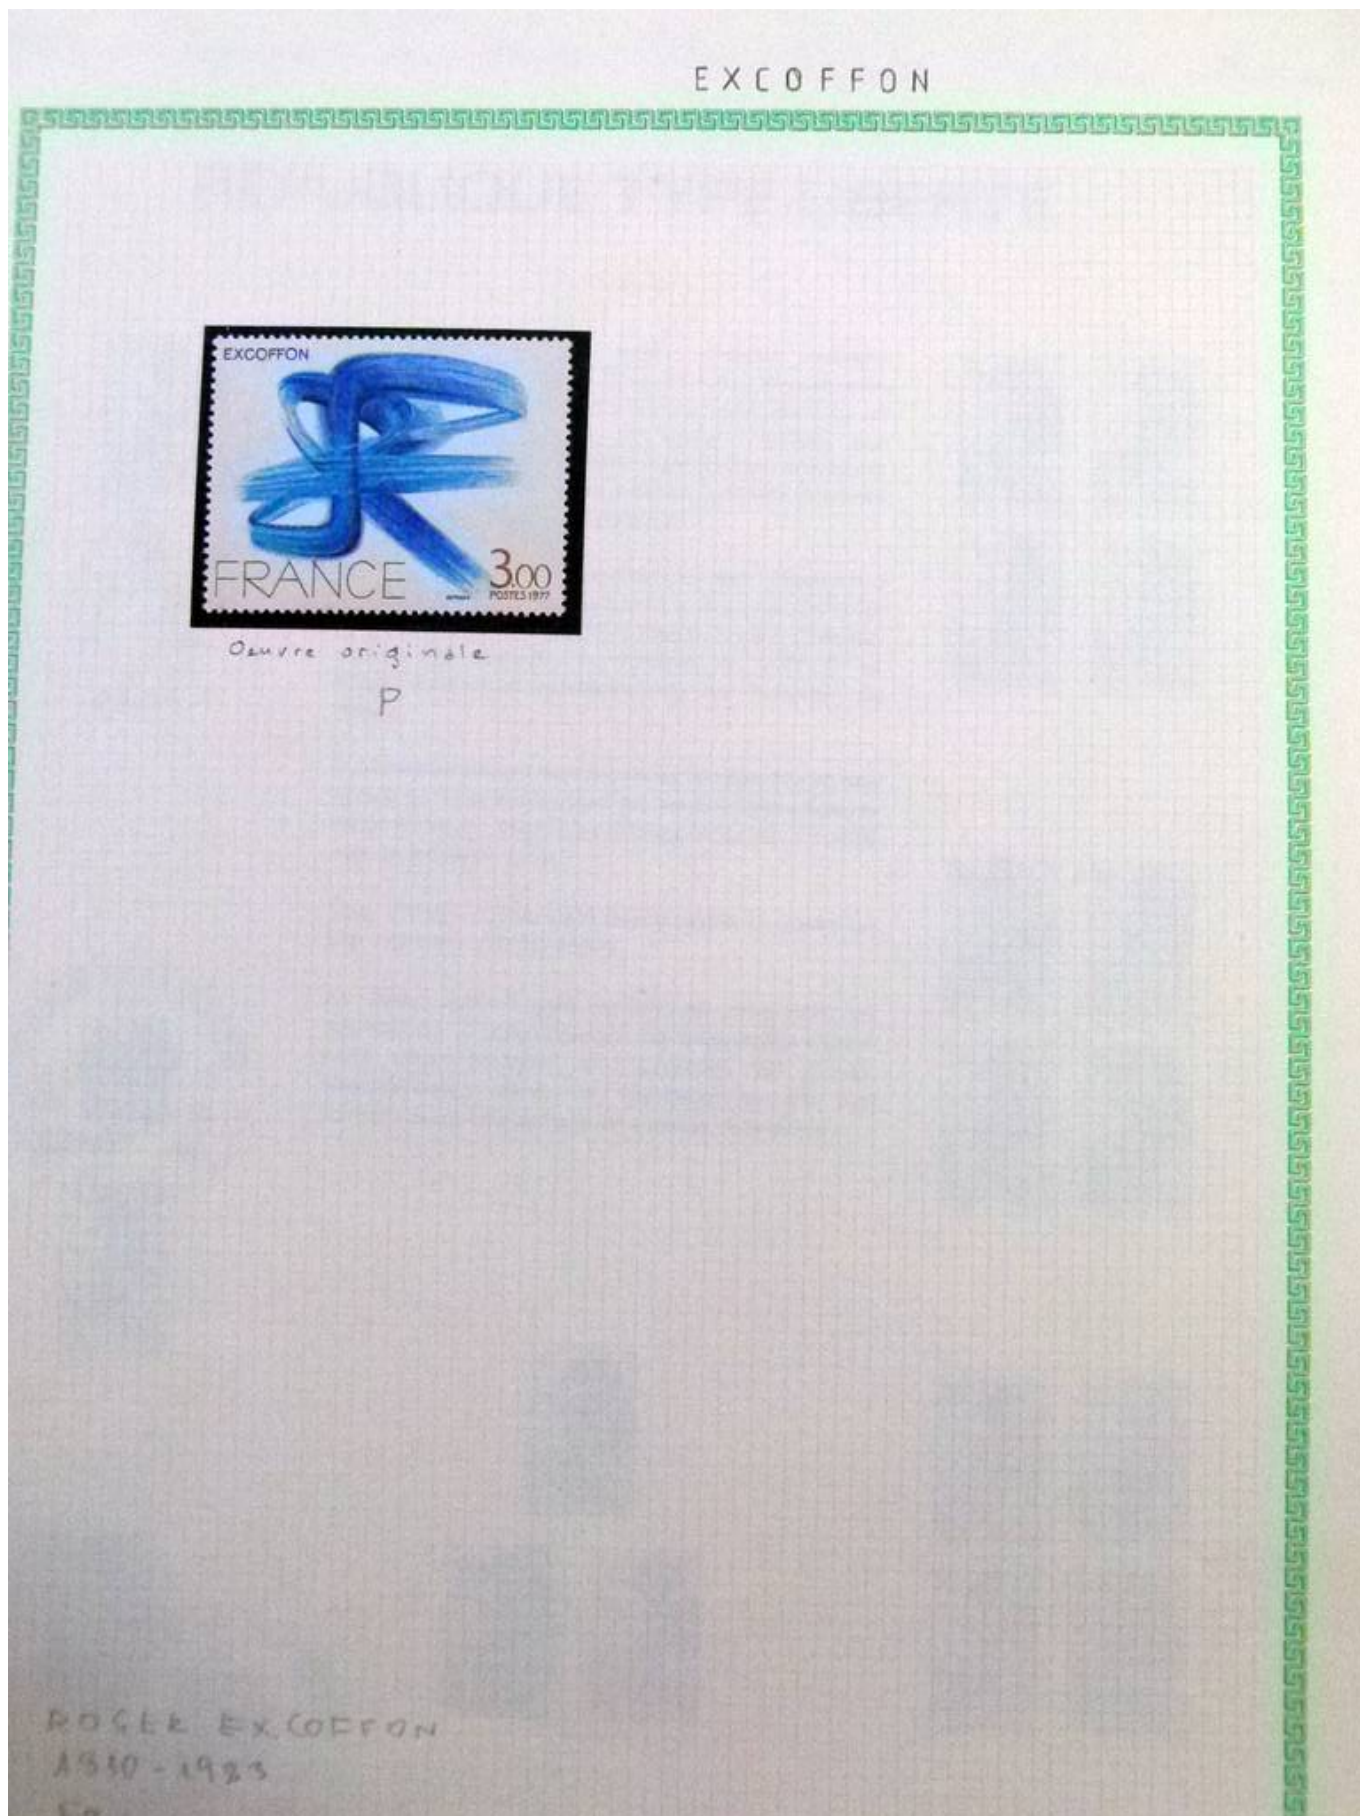 EXCOFFON
EXCOFFON
FRANCE
3.00
POSTES 1977
Oeuvre originale
P
ROGER EXCOFFON
1910-1983